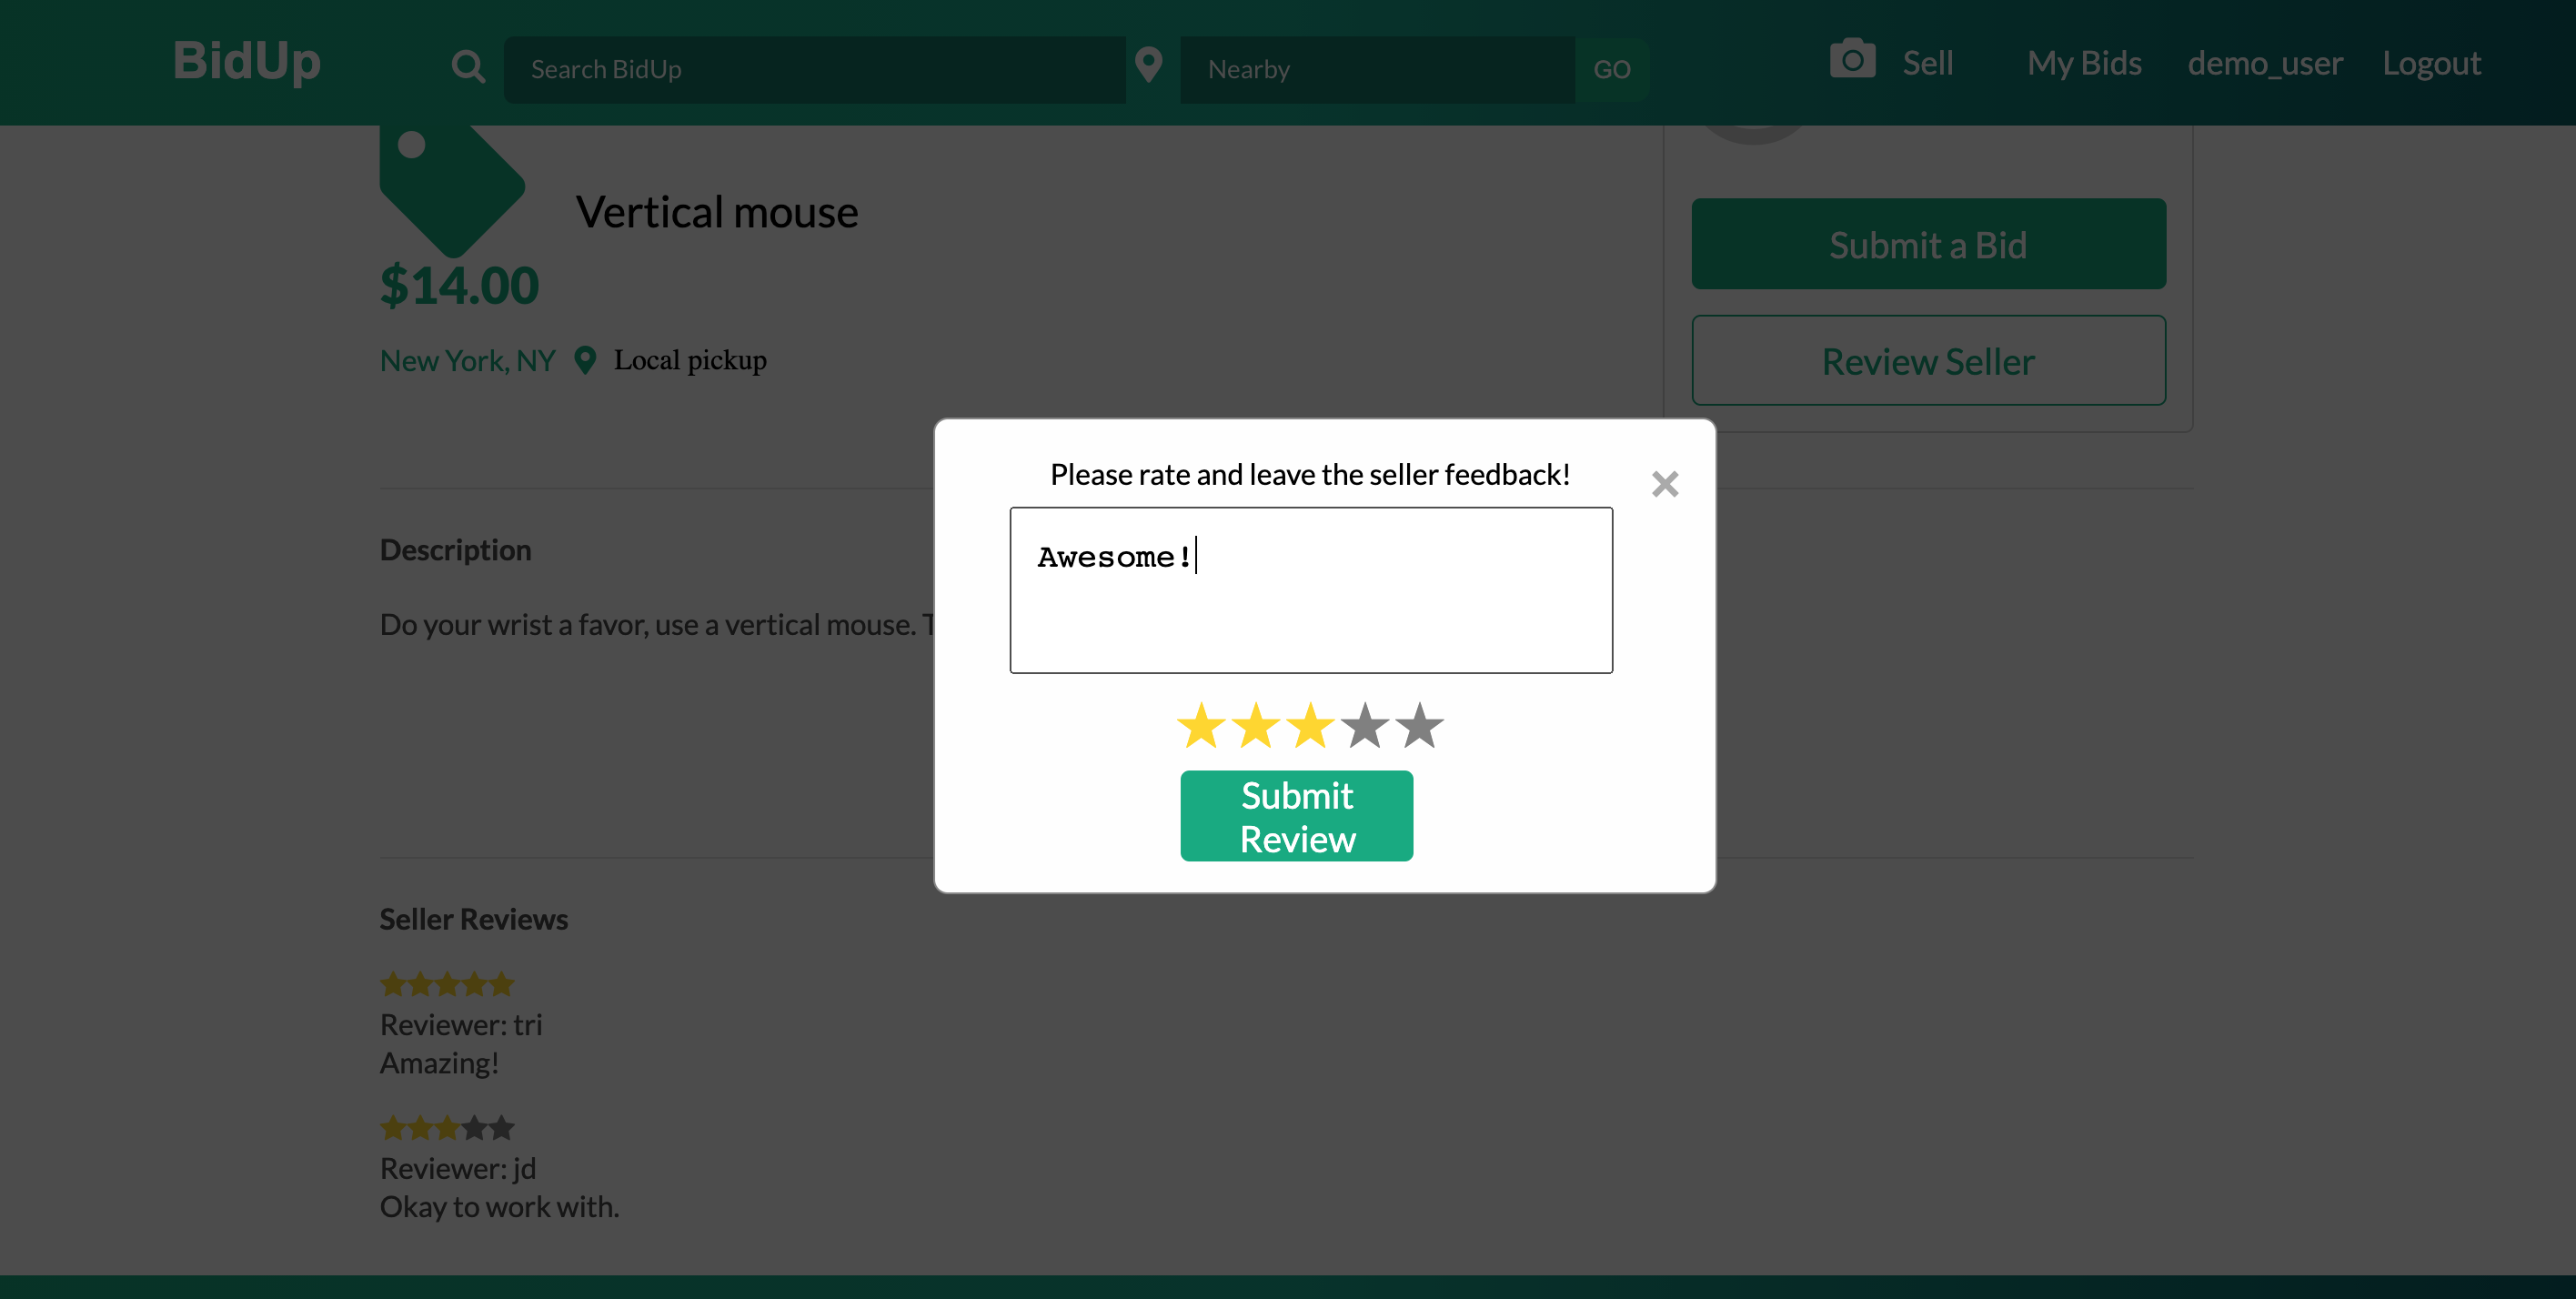 BidUp
Search BidUp
Nearby
GO
Sell
My Bids
demo_user
Logout
Vertical mouse
$14.00
New York, NY
Local pickup
Submit a Bid
Review Seller
Please rate and leave the seller feedback!
Awesome!
Submit
Review
Description
Do your wrist a favor, use a vertical mouse.
Seller Reviews
Reviewer: tri
Amazing!
Reviewer: jd
Okay to work with.